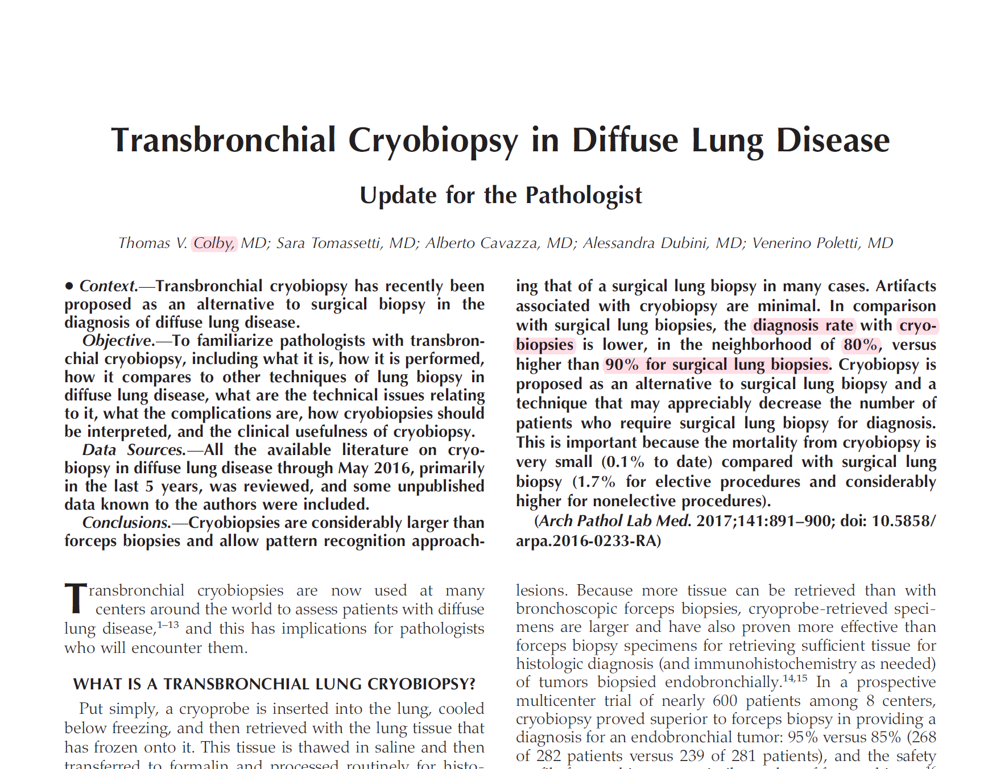 Transbronchial Cryobiopsy in Diffuse Lung Disease
Update for the Pathologist
Thomas V. Colby, MD; Sara Tomassetti, MD; Alberto Cavazza, MD; Alessandra Dubini, MD; Venerino Poletti, MD
● Context.—Transbronchial cryobiopsy has recently been
proposed as an alternative to surgical biopsy in the
diagnosis of diffuse lung disease.
Objective.—To familiarize pathologists with transbron-
chial cryobiopsy, including what it is, how it is performed,
how it compares to other techniques of lung biopsy in
diffuse lung disease, what are the technical issues relating
to it, what the complications are, how cryobiopsies should
be interpreted, and the clinical usefulness of cryobiopsy.
Data Sources.—All the available literature on cryo-
biopsy in diffuse lung disease through May 2016, primarily
in the last 5 years, was reviewed, and some unpublished
data known to the authors were included.
Conclusions.—Cryobiopsies are considerably larger than
forceps biopsies and allow pattern recognition approach-
ing that of a surgical lung biopsy in many cases. Artifacts
associated with cryobiopsy are minimal. In comparison
with surgical lung biopsies, the diagnosis rate with cryo-
biopsies is lower, in the neighborhood of 80%, versus
higher than 90% for surgical lung biopsies. Cryobiopsy is
proposed as an alternative to surgical lung biopsy and a
technique that may appreciably decrease the number of
patients who require surgical lung biopsy for diagnosis.
This is important because the mortality from cryobiopsy is
very small (0.1% to date) compared with surgical lung
biopsy (1.7% for elective procedures and considerably
higher for nonelective procedures).
(Arch Pathol Lab Med. 2017;141:891–900; doi: 10.5858/
arpa.2016-0233-RA)
Transbronchial cryobiopsies are now used at many
centers around the world to assess patients with diffuse
lung disease,1–13 and this has implications for pathologists
who will encounter them.
WHAT IS A TRANSBRONCHIAL LUNG CRYOBIOPSY?
Put simply, a cryoprobe is inserted into the lung, cooled
below freezing, and then retrieved with the lung tissue that
has frozen onto it. This tissue is thawed in saline and then
transferred to formalin and processed routinely for histo-
lesions. Because more tissue can be retrieved than with
bronchoscopic forceps biopsies, cryoprobe-retrieved speci-
mens are larger and have also proven more effective than
forceps biopsy specimens for retrieving sufficient tissue for
histologic diagnosis (and immunohistochemistry as needed)
of tumors biopsied endobronchially.14,15 In a prospective
multicenter trial of nearly 600 patients among 8 centers,
cryobiopsy proved superior to forceps biopsy in providing a
diagnosis for an endobronchial tumor: 95% versus 85% (268
of 282 patients versus 239 of 281 patients), and the safety